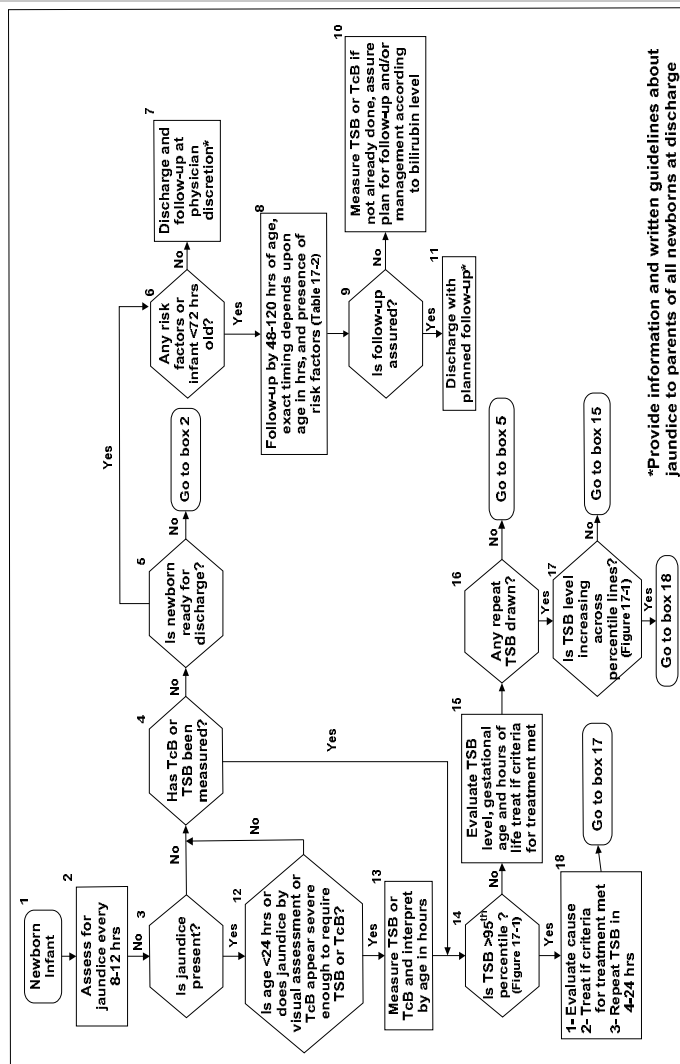 1
Newborn
Infant
2
Assess for
jaundice every
8-12 hrs
No
3
Is jaundice
present?
No
Yes
4
Has TcB or
TSB been
measured?
No
Yes
5
Is newborn
ready for
discharge?
No
Go to box 2
Yes
6
Any risk
factors or
infant <72 hrs
old?
No
7
Discharge and
follow-up at
physician
discretion*
Yes
8
Follow-up by 48-120 hrs of age,
exact timing depends upon
age in hrs, and presence of
risk factors (Table 17-2)
9
Is follow-up
assured?
No
10
Measure TSB or TcB if
not already done, assure
plan for follow-up and/or
management according
to bilirubin level
Yes
11
Discharge with
planned follow-up*
12
Is age <24 hrs or
does jaundice by
visual assessment or
TcB appear severe
enough to require
TSB or TcB?
No
Yes
13
Measure TSB or
TcB and interpret
by age in hours
14
Is TSB >95th
percentile ?
(Figure 17-1)
No
Yes
15
Evaluate TSB
level, gestational
age and hours of
life treat if criteria
for treatment met
16
Any repeat
TSB drawn?
No
Go to box 5
Yes
17
Is TSB level
increasing
across
percentile lines?
(Figure 17-1)
No
Go to box 15
Yes
Go to box 18
18
1- Evaluate cause
2- Treat if criteria
for treatment met
3- Repeat TSB in
4-24 hrs
Go to box 17
*Provide information and written guidelines about
jaundice to parents of all newborns at discharge